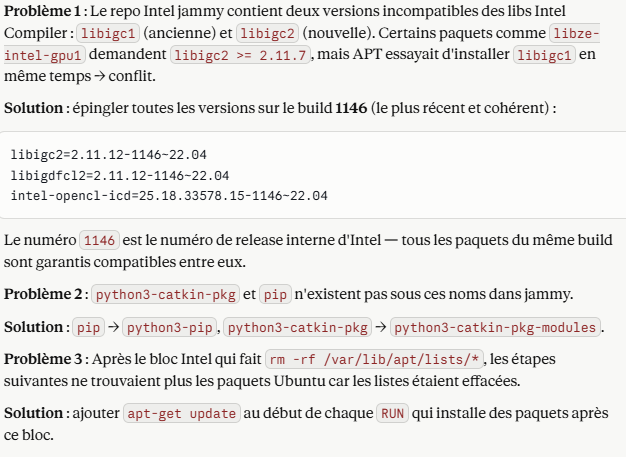 Problème 1 : Le repo Intel jammy contient deux versions incompatibles des libs Intel
Compiler : libigc1 (ancienne) et libigc2 (nouvelle). Certains paquets comme libze-
intel-gpu1 demandent libigc2 >= 2.11.7, mais APT essayait d'installer libigc1 en
même temps → conflit.
Solution : épingler toutes les versions sur le build 1146 (le plus récent et cohérent) :
libigc2=2.11.12-1146~22.04
libigdfcl2=2.11.12-1146~22.04
intel-opencl-icd=25.18.33578.15-1146~22.04
Le numéro 1146 est le numéro de release interne d'Intel — tous les paquets du même build
sont garantis compatibles entre eux.
Problème 2 : python3-catkin-pkg et pip n'existent pas sous ces noms dans jammy.
Solution : pip → python3-pip, python3-catkin-pkg → python3-catkin-pkg-modules.
Problème 3 : Après le bloc Intel qui fait rm -rf /var/lib/apt/lists/*, les étapes
suivantes ne trouvaient plus les paquets Ubuntu car les listes étaient effacées.
Solution : ajouter apt-get update au début de chaque RUN qui installe des paquets après
ce bloc.